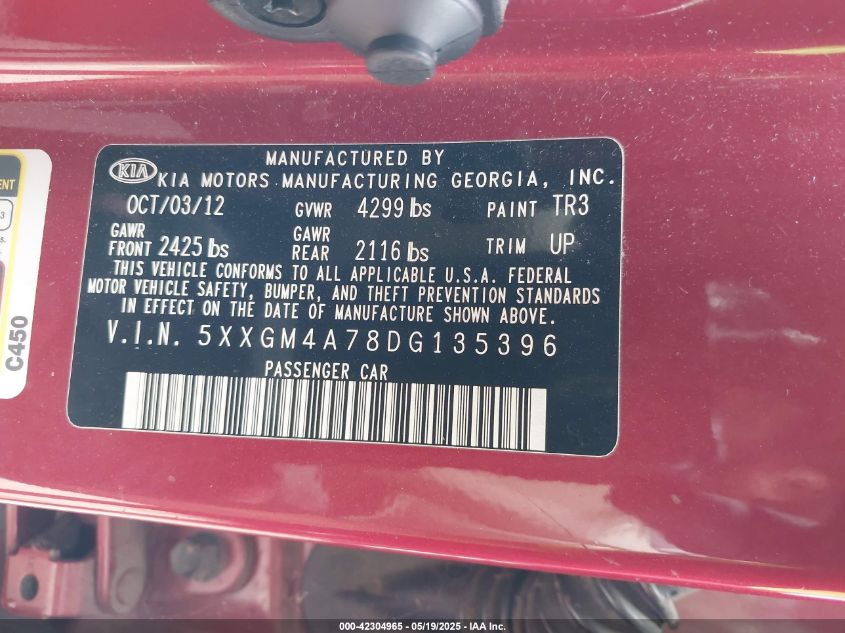 MANUFACTURED BY
KIA KIA MOTORS MANUFACTURING GEORGIA, INC.
OCT/03/12 GVWR 4299 lbs PAINT TR3
GAWR FRONT 2425 lbs GAWR REAR 2116 lbs TRIM UP
THIS VEHICLE CONFORMS TO ALL APPLICABLE U.S.A. FEDERAL
MOTOR VEHICLE SAFETY, BUMPER, AND THEFT PREVENTION STANDARDS
IN EFFECT ON THE DATE OF MANUFACTURE SHOWN ABOVE.
V.I.N. 5XXGM4A78DG135396
PASSENGER CAR
3
C450
000-42304965 - 05/19/2025 - IAA Inc.